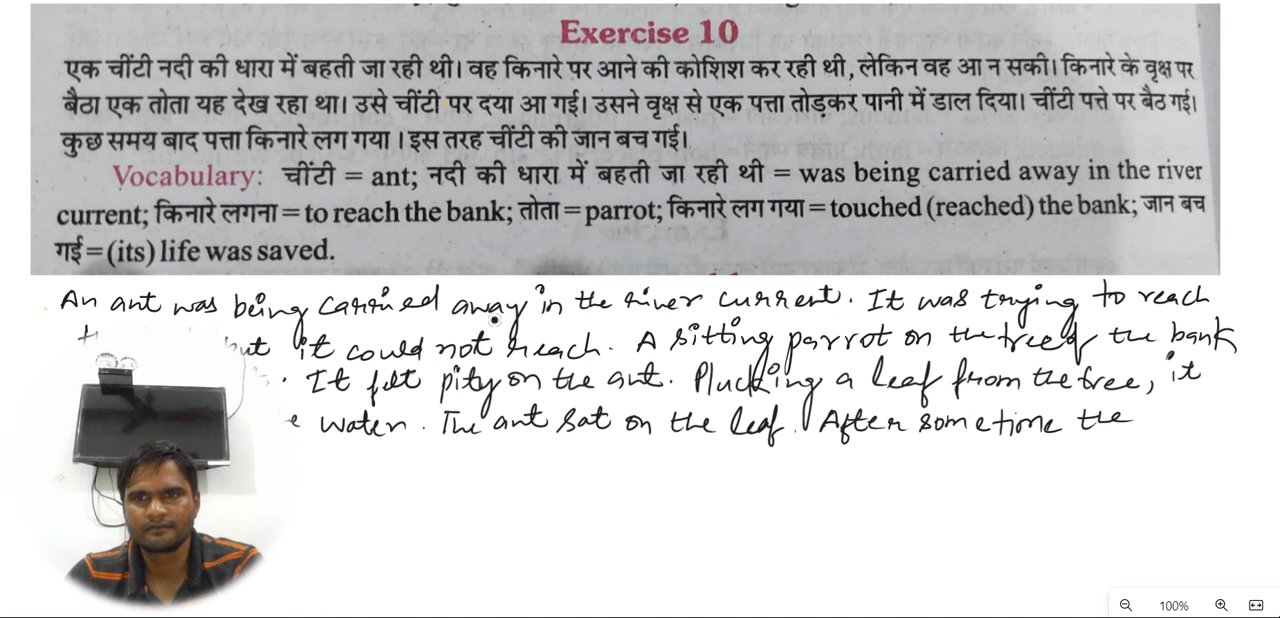 Exercise 10
एक चींटी नदी की धारा में बहती जा रही थी। वह किनारे पर आने की कोशिश कर रही थी, लेकिन वह आ न सकी। किनारे के वृक्ष पर
बैठा एक तोता यह देख रहा था। उसे चींटी पर दया आ गई। उसने वृक्ष से एक पत्ता तोड़कर पानी में डाल दिया। चींटी पत्ते पर बैठ गई।
कुछ समय बाद पत्ता किनारे लग गया। इस तरह चींटी की जान बच गई।
Vocabulary: चींटी = ant; नदी की धारा में बहती जा रही थी = was being carried away in the river
current; किनारे लगना = to reach the bank; तोता = parrot; किनारे लग गया = touched (reached) the bank; जान बच
गई = (its) life was saved.
An ant was being carried away in the river current. It was trying to reach
but it could not reach. A sitting parrot on the tree of the bank
. It felt pity on the ant. Plucking a leaf from the tree, it
water. The ant sat on the leaf. After sometime the
100%